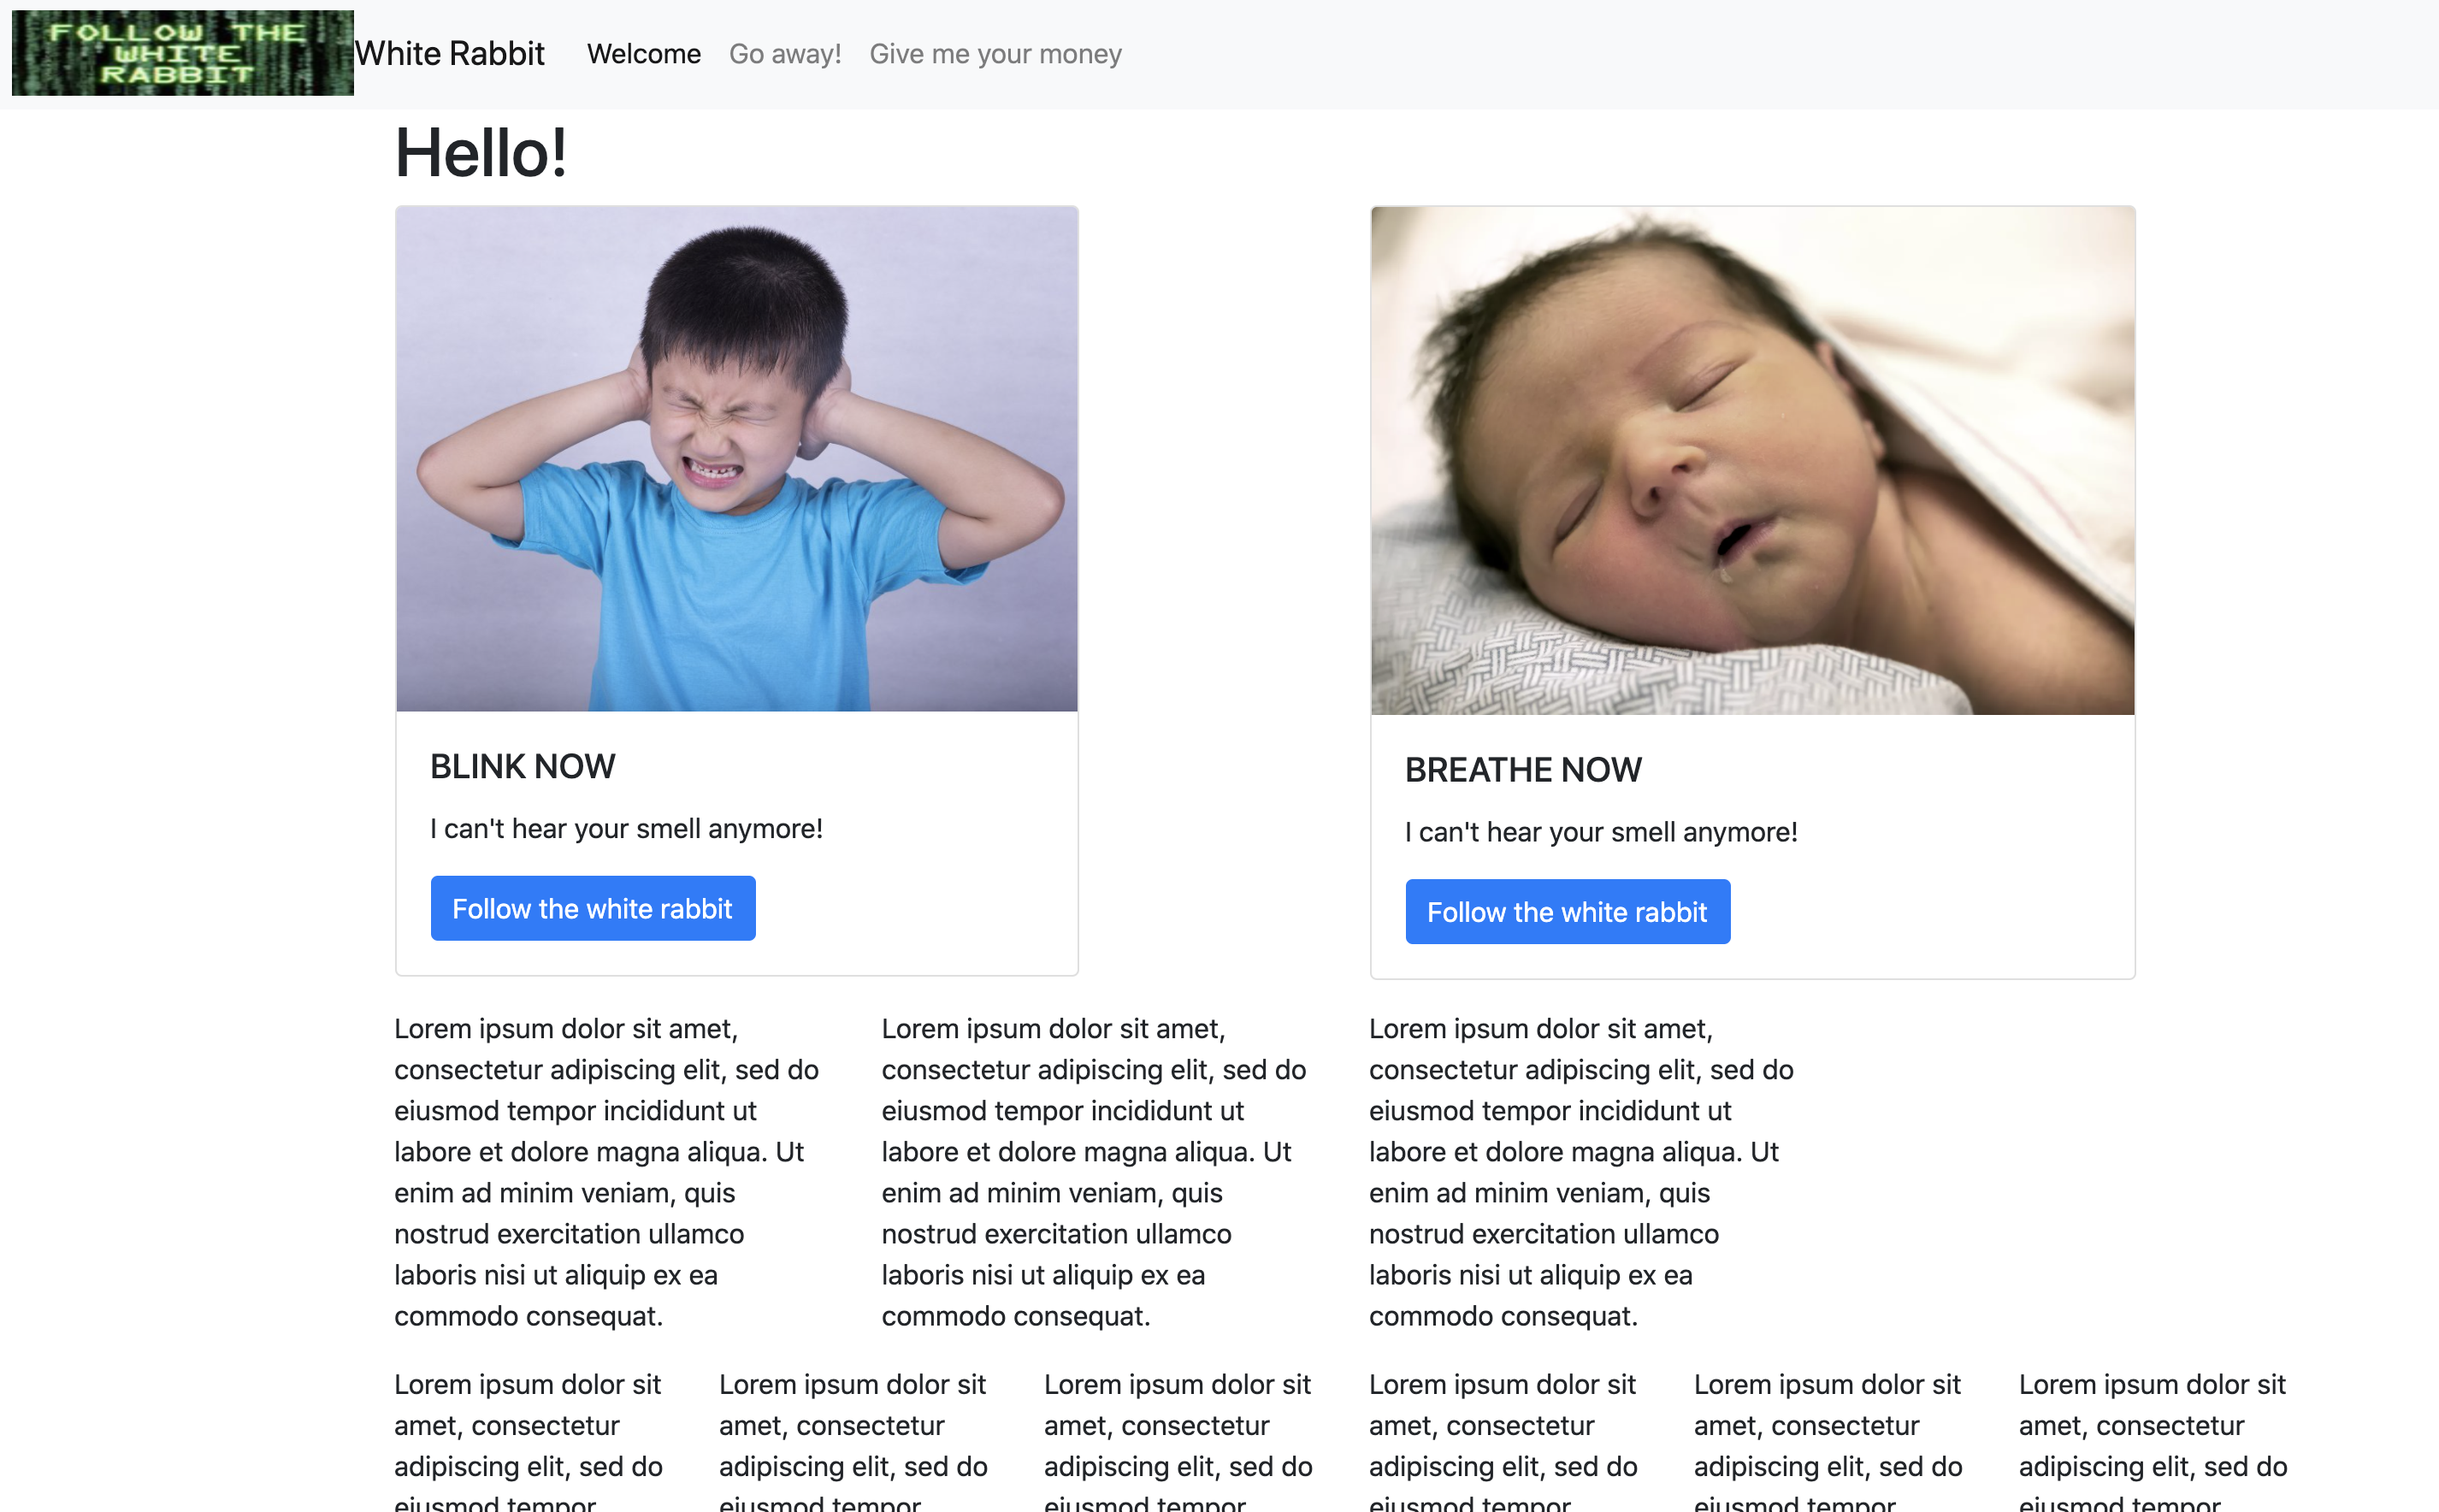 FOLLOW THE
WHITE
RABBIT
White Rabbit
Welcome
Go away!
Give me your money
Hello!
BLINK NOW
I can't hear your smell anymore!
Follow the white rabbit
BREATHE NOW
I can't hear your smell anymore!
Follow the white rabbit
Lorem ipsum dolor sit amet,
consectetur adipiscing elit, sed do
eiusmod tempor incididunt ut
labore et dolore magna aliqua. Ut
enim ad minim veniam, quis
nostrud exercitation ullamco
laboris nisi ut aliquip ex ea
commodo consequat.
Lorem ipsum dolor sit amet,
consectetur adipiscing elit, sed do
eiusmod tempor incididunt ut
labore et dolore magna aliqua. Ut
enim ad minim veniam, quis
nostrud exercitation ullamco
laboris nisi ut aliquip ex ea
commodo consequat.
Lorem ipsum dolor sit amet,
consectetur adipiscing elit, sed do
eiusmod tempor incididunt ut
labore et dolore magna aliqua. Ut
enim ad minim veniam, quis
nostrud exercitation ullamco
laboris nisi ut aliquip ex ea
commodo consequat.
Lorem ipsum dolor sit
amet, consectetur
adipiscing elit, sed do
eiusmod tempor
Lorem ipsum dolor sit
amet, consectetur
adipiscing elit, sed do
eiusmod tempor
Lorem ipsum dolor sit
amet, consectetur
adipiscing elit, sed do
eiusmod tempor
Lorem ipsum dolor sit
amet, consectetur
adipiscing elit, sed do
eiusmod tempor
Lorem ipsum dolor sit
amet, consectetur
adipiscing elit, sed do
eiusmod tempor
Lorem ipsum dolor sit
amet, consectetur
adipiscing elit, sed do
eiusmod tempor